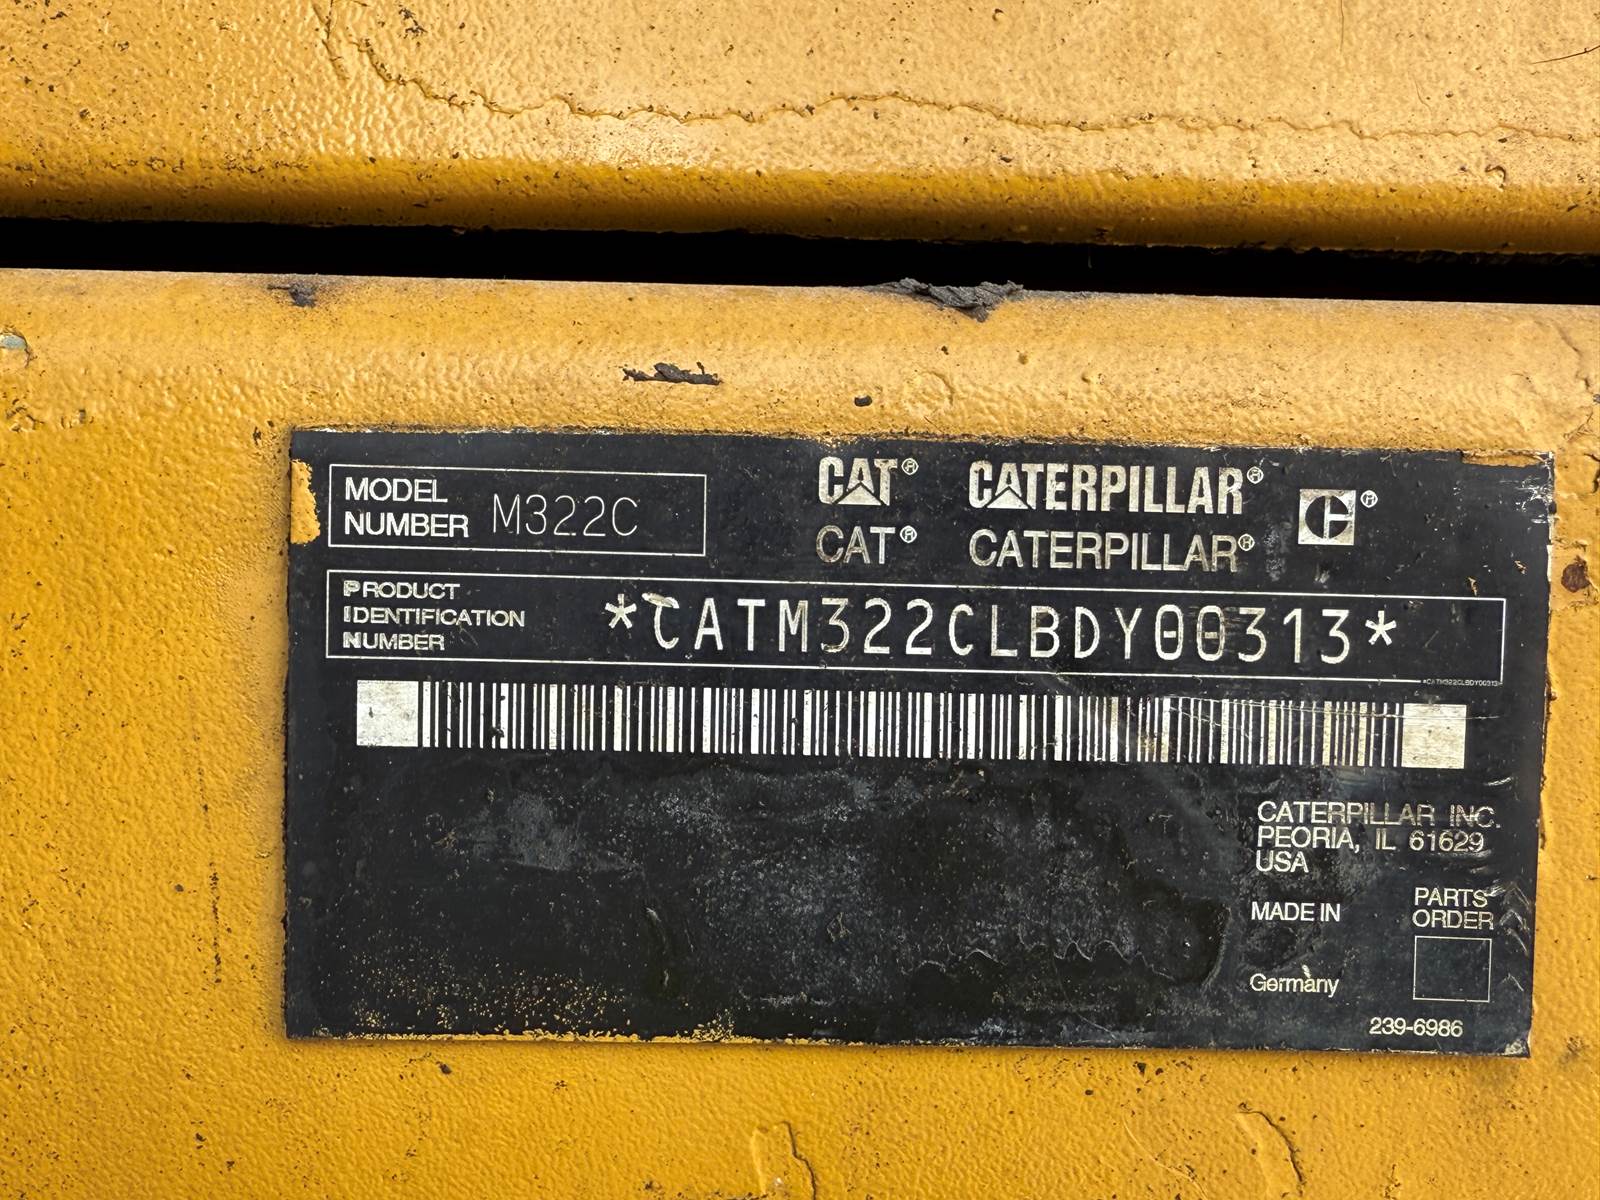 MODEL
NUMBER M322C
CAT® CATERPILLAR® C®
CAT® CATERPILLAR®
PRODUCT
IDENTIFICATION
NUMBER
*CATM322CLBDY00313*
*CATM322CLBDY00313*
CATERPILLAR INC.
PEORIA, IL 61629
USA
MADE IN
Germany
PARTS
ORDER
239-6986